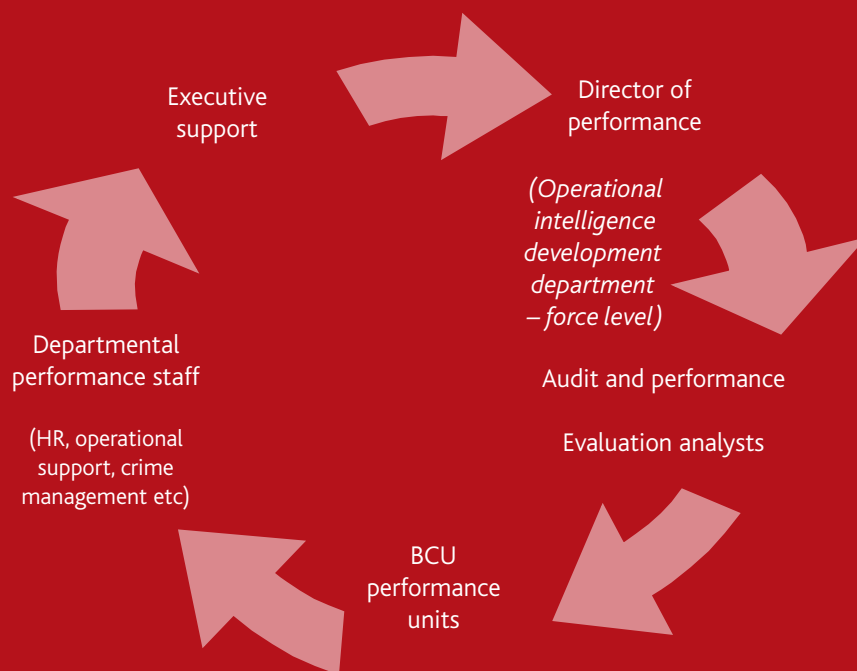 Executive
support
Director of
performance
(Operational
intelligence
development
department
– force level)
Audit and performance
Evaluation analysts
BCU
performance
units
Departmental
performance staff
(HR, operational
support, crime
management etc)